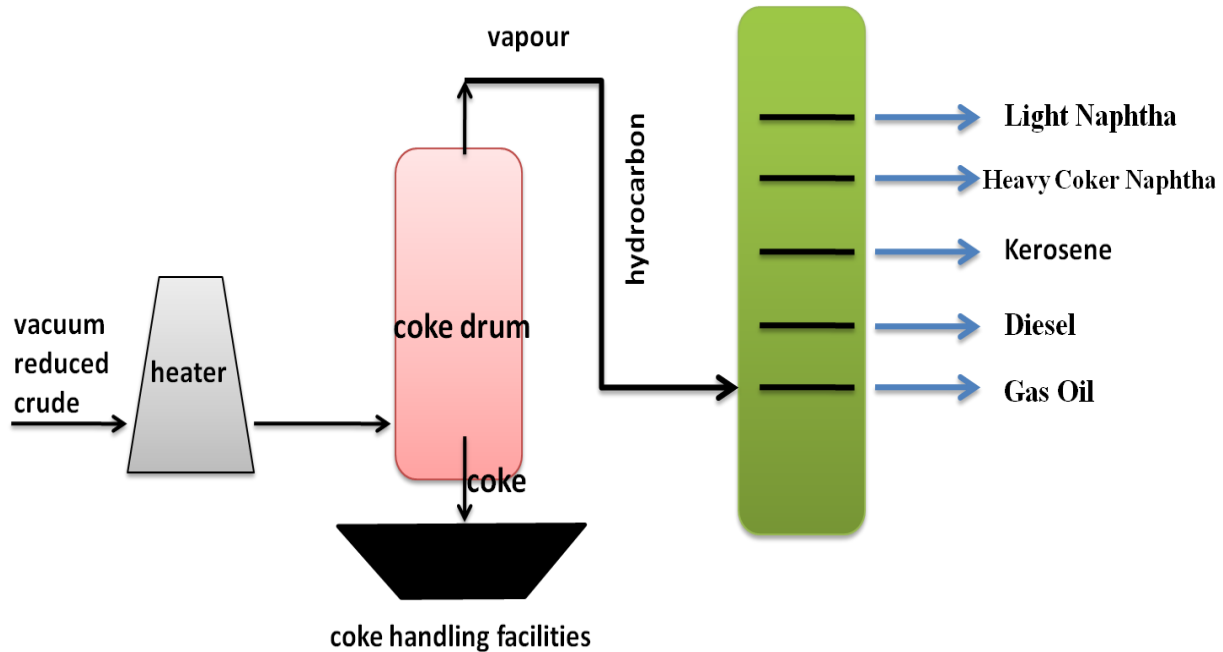 vapour
hydrocarbon
Light Naphtha
Heavy Coker Naphtha
Kerosene
Diesel
Gas Oil
vacuum
reduced
crude
heater
coke drum
coke
coke handling facilities